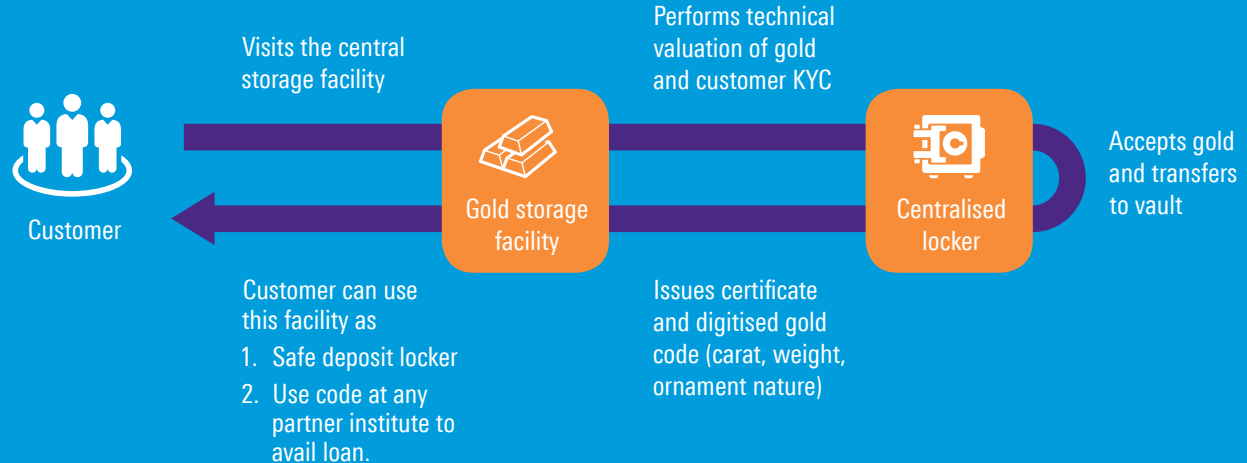 Visits the central
storage facility
Performs technical
valuation of gold
and customer KYC
Customer
Gold storage
facility
Centralised
locker
Accepts gold
and transfers
to vault
Customer can use
this facility as
1. Safe deposit locker
2. Use code at any
partner institute to
avail loan.
Issues certificate
and digitised gold
code (carat, weight,
ornament nature)